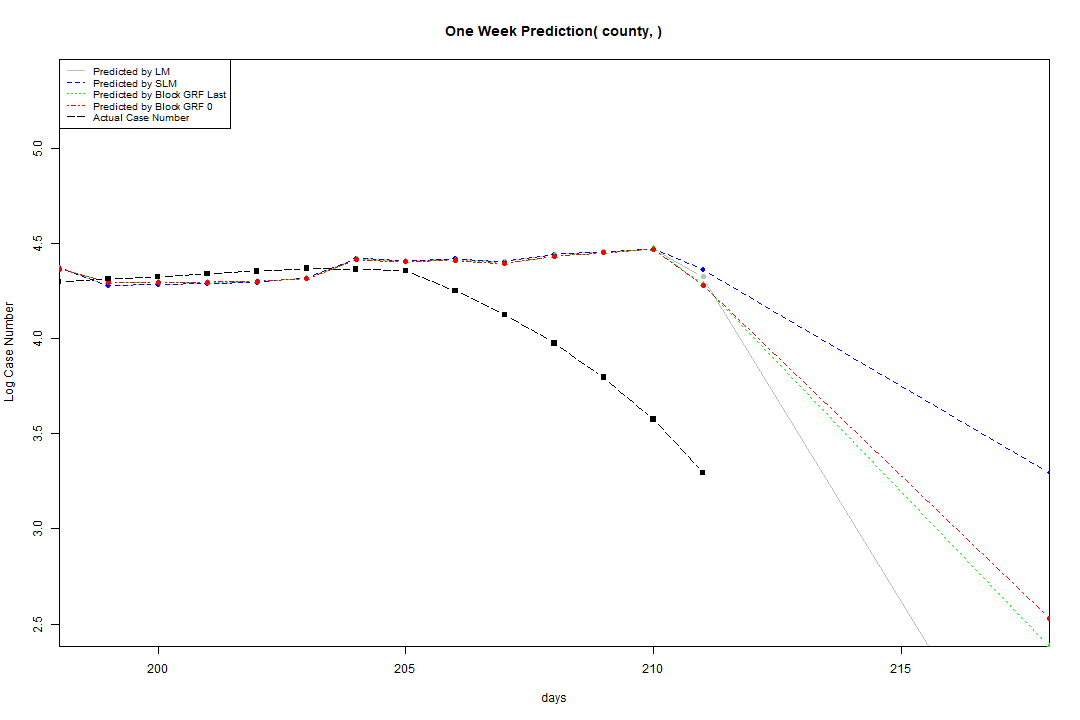 One Week Prediction( county, )
Predicted by LM
Predicted by SLM
Predicted by Block GRF Last
Predicted by Block GRF 0
Actual Case Number
Log Case Number
5.0
4.5
4.0
3.5
3.0
2.5
200
205
210
215
days